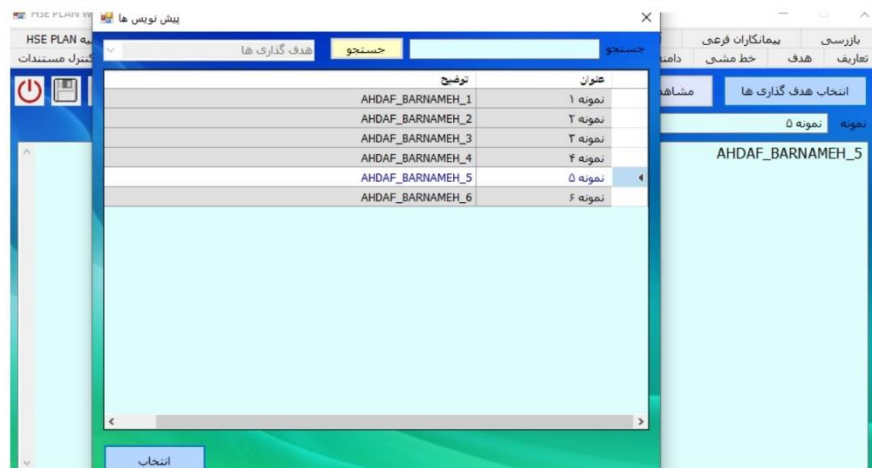 پیش نویس ها
HSE PLAN W
بازرسی
پیمانکاران فرعی
HSE PLAN
تعاریف
هدف
خط مشی
کنترل مستندات
جستجو
جستجو
هدف گذاری ها
انتخاب هدف گذاری ها
نمونه
نمونه ۵
AHDAF_BARNAMEH_5
عنوان توضیح
نمونه ۱ AHDAF_BARNAMEH_1
نمونه ۲ AHDAF_BARNAMEH_2
نمونه ۳ AHDAF_BARNAMEH_3
نمونه ۴ AHDAF_BARNAMEH_4
نمونه ۵ AHDAF_BARNAMEH_5
نمونه ۶ AHDAF_BARNAMEH_6
انتخاب